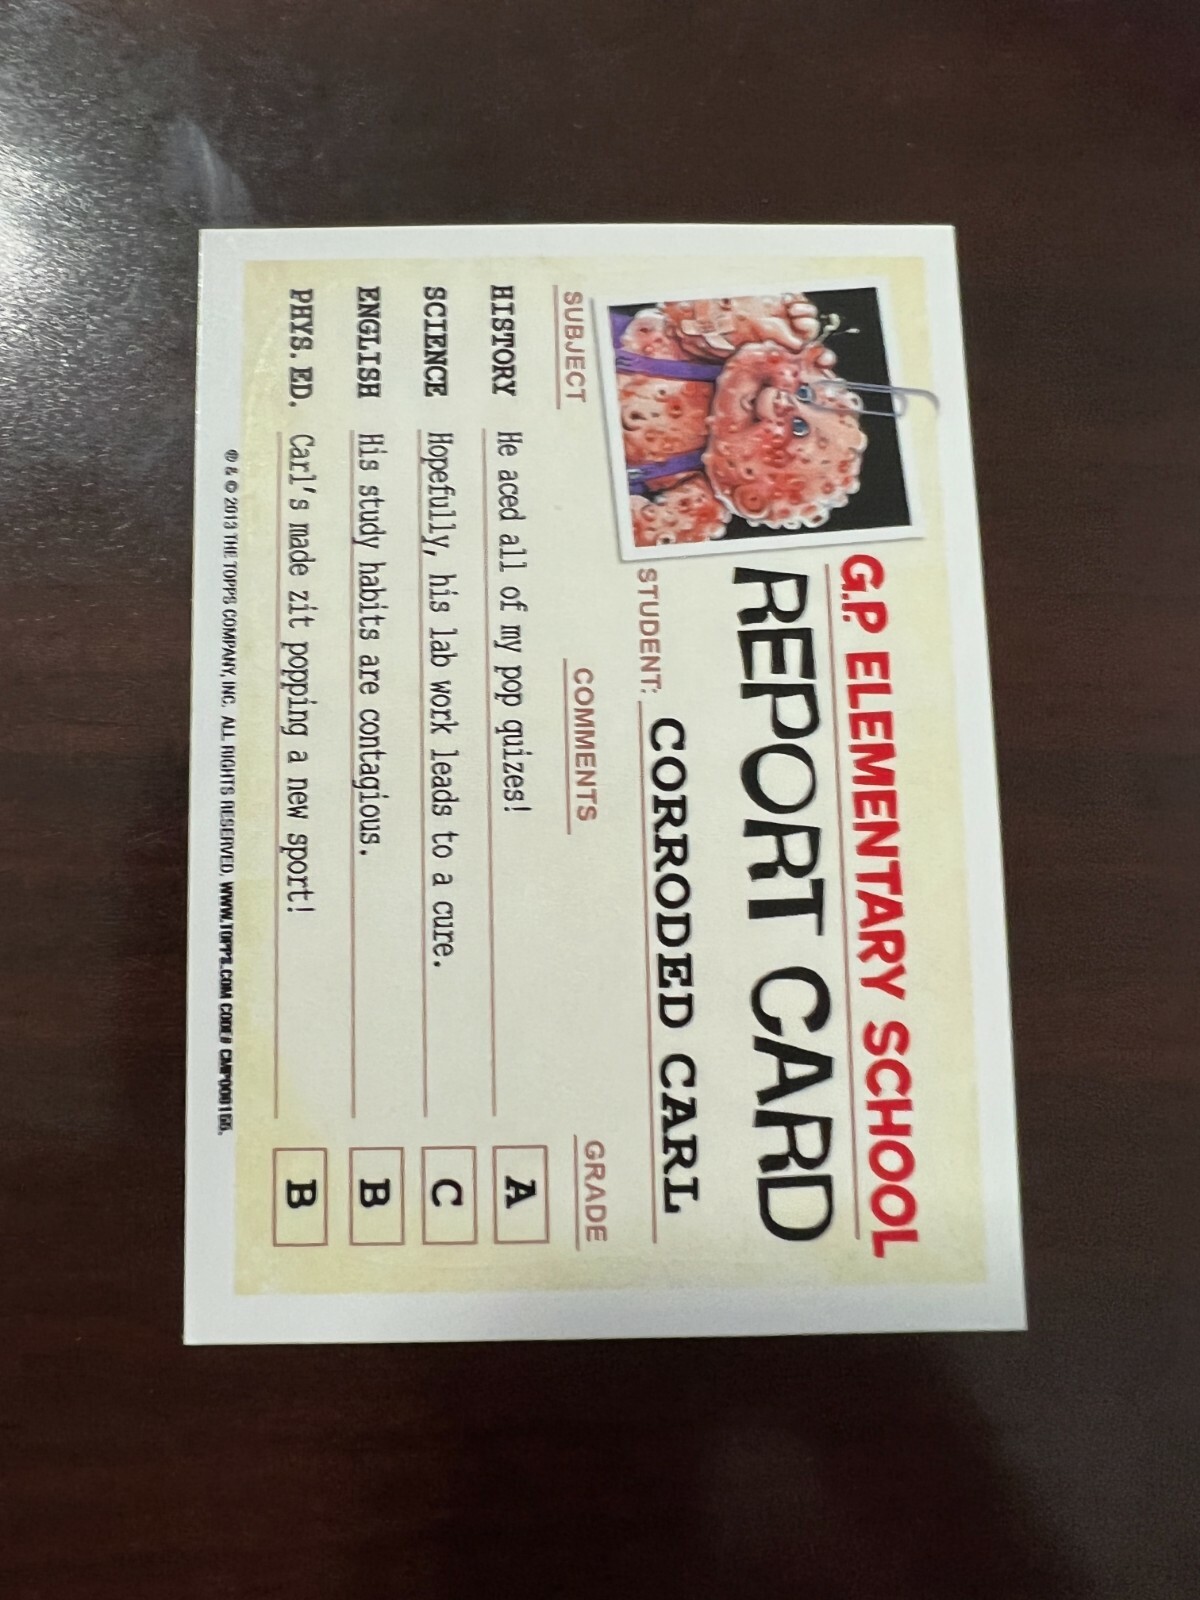 G.P. ELEMENTARY SCHOOL
REPORT CARD
STUDENT: CORRODED CARL
SUBJECT COMMENTS GRADE
HISTORY He aced all of my pop quizes! A
SCIENCE Hopefully, his lab work leads to a cure. C
ENGLISH His study habits are contagious. B
PHYS. ED. Carl's made zit popping a new sport! B
® & © 2013 THE TOPPS COMPANY, INC. ALL RIGHTS RESERVED. WWW.TOPPS.COM CODE#